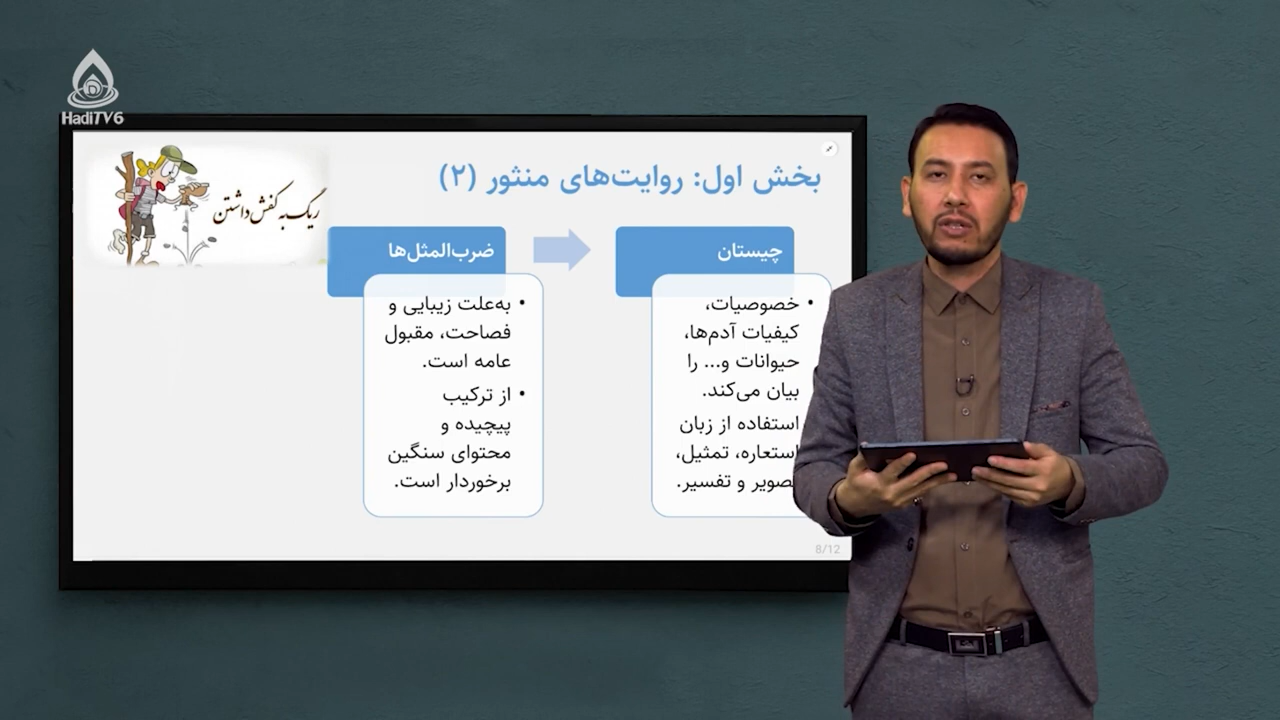 HadiTV6
بخش اول: روایت‌های منثور (۲)
ریگ به کفش داشتن
چیستان
خصوصیات،
کیفیات آدم‌ها،
حیوانات و... را
بیان می‌کند.
استفاده از زبان
استعاره، تمثیل،
تصویر و تفسیر.
ضرب‌المثل‌ها
• به‌علت زیبایی و
فصاحت، مقبول
عامه است.
• از ترکیب
پیچیده و
محتوای سنگین
برخوردار است.
8/12